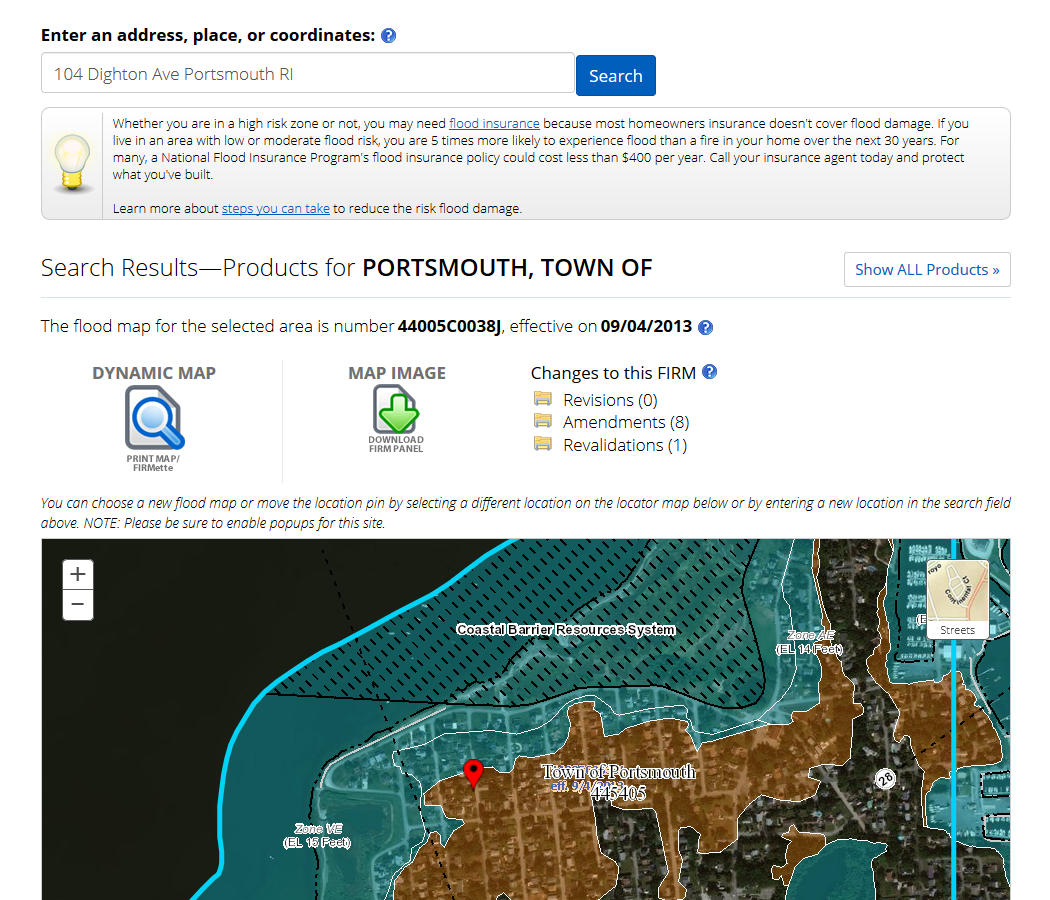 Enter an address, place, or coordinates:
104 Dighton Ave Portsmouth RI
Search
Whether you are in a high risk zone or not, you may need flood insurance because most homeowners insurance doesn't cover flood damage. If you
live in an area with low or moderate flood risk, you are 5 times more likely to experience flood than a fire in your home over the next 30 years. For
many, a National Flood Insurance Program's flood insurance policy could cost less than $400 per year. Call your insurance agent today and protect
what you've built.
Learn more about steps you can take to reduce the risk flood damage.
Search Results—Products for PORTSMOUTH, TOWN OF
Show ALL Products »
The flood map for the selected area is number 44005C0038J, effective on 09/04/2013
DYNAMIC MAP
PRINT MAP/
FIRMette
MAP IMAGE
DOWNLOAD
FIRM PANEL
Changes to this FIRM
Revisions (0)
Amendments (8)
Revalidations (1)
You can choose a new flood map or move the location pin by selecting a different location on the locator map below or by entering a new location in the search field
above. NOTE: Please be sure to enable popups for this site.
+
−
Coastal Barrier Resources System
Zone AE
(EL 14 Feet)
Continental
Streets
Town of Portsmouth
445405
28
Zone VE
(EL 15 Feet)